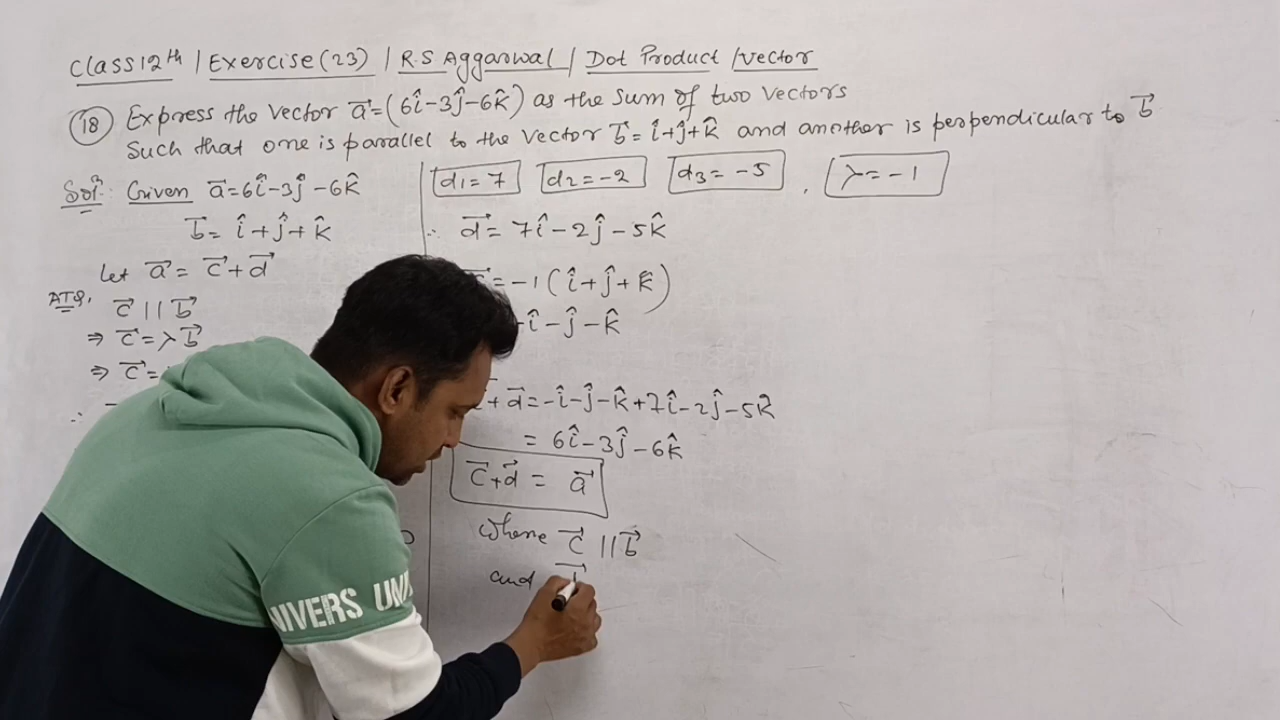 Class 12th / Exercise (23) / R.S Aggarwal / Dot Product / Vector
18 Express the Vector a⃗=(6î-3ĵ-6k̂) as the sum of two vectors
Such that one is parallel to the vector b⃗=î+ĵ+k̂ and another is perpendicular to b⃗
Solⁿ: Given a⃗=6î-3ĵ-6k̂
b⃗=î+ĵ+k̂
Let a⃗=c⃗+d⃗
ATQ,
c⃗ || b⃗
⇒ c⃗=λb⃗
⇒ c⃗=
∴
d1=7 d2=-2 d3=-5 , λ=-1
∴ d⃗=7î-2ĵ-5k̂
=-1(î+ĵ+k̂)
-î-ĵ-k̂
+d⃗=-î-ĵ-k̂+7î-2ĵ-5k̂
=6î-3ĵ-6k̂
c⃗+d⃗=a⃗
Where c⃗ || b⃗
and
NIVERS UNI